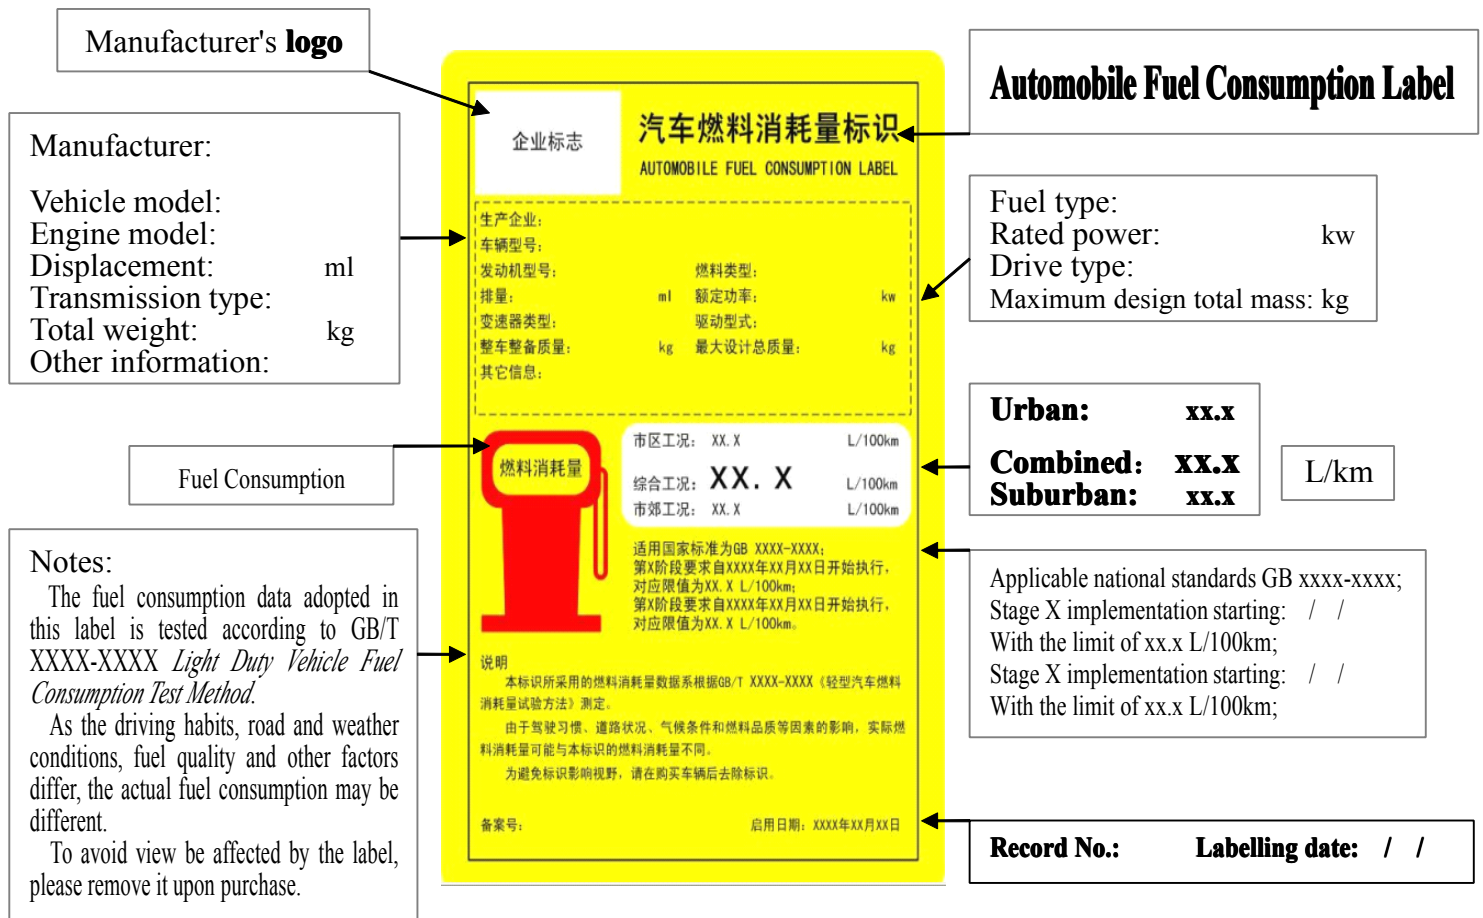 Manufacturer's logo
Manufacturer:
Vehicle model:
Engine model:
Displacement: ml
Transmission type:
Total weight: kg
Other information:
Fuel Consumption
Notes:
The fuel consumption data adopted in
this label is tested according to GB/T
XXXX-XXXX Light Duty Vehicle Fuel
Consumption Test Method.
As the driving habits, road and weather
conditions, fuel quality and other factors
differ, the actual fuel consumption may be
different.
To avoid view be affected by the label,
please remove it upon purchase.
企业标志
汽车燃料消耗量标识
AUTOMOBILE FUEL CONSUMPTION LABEL
生产企业:
车辆型号:
发动机型号: 燃料类型:
排量: ml 额定功率: kw
变速器类型: 驱动型式:
整车整备质量: kg 最大设计总质量: kg
其它信息:
燃料消耗量
市区工况: XX.X L/100km
综合工况: XX.X L/100km
市郊工况: XX.X L/100km
适用国家标准为GB XXXX-XXXX;
第X阶段要求自XXXX年XX月XX日开始执行,
对应限值为XX.X L/100km;
第X阶段要求自XXXX年XX月XX日开始执行,
对应限值为XX.X L/100km。
说明
本标识所采用的燃料消耗量数据系根据GB/T XXXX-XXXX《轻型汽车燃料
消耗量试验方法》测定。
由于驾驶习惯、道路状况、气候条件和燃料品质等因素的影响, 实际燃
料消耗量可能与本标识的燃料消耗量不同。
为避免标识影响视野, 请在购买车辆后去除标识。
备案号: 启用日期: XXXX年XX月XX日
Automobile Fuel Consumption Label
Fuel type:
Rated power: kw
Drive type:
Maximum design total mass: kg
Urban: xx.x
Combined: xx.x
Suburban: xx.x
L/km
Applicable national standards GB xxxx-xxxx;
Stage X implementation starting: / /
With the limit of xx.x L/100km;
Stage X implementation starting: / /
With the limit of xx.x L/100km;
Record No.: Labelling date: / /